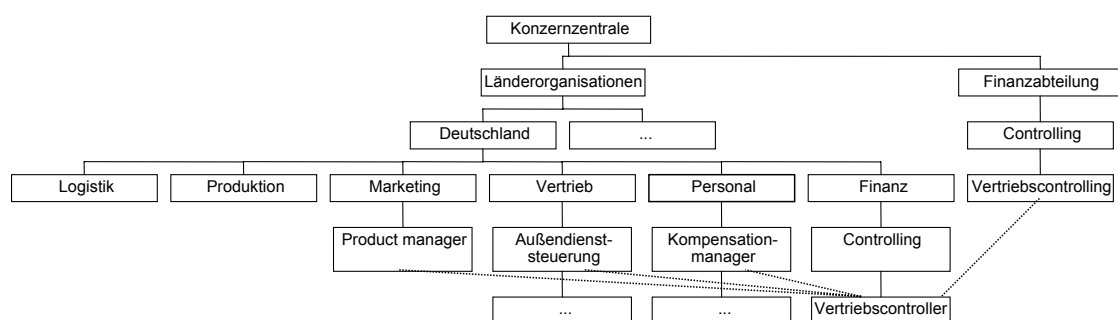 Konzernzentrale
Länderorganisationen
Finanzabteilung
Deutschland
...
Controlling
Logistik
Produktion
Marketing
Vertrieb
Personal
Finanz
Vertriebscontrolling
Product manager
Außendienst-
steuerung
Kompensation-
manager
Controlling
...
...
Vertriebscontroller